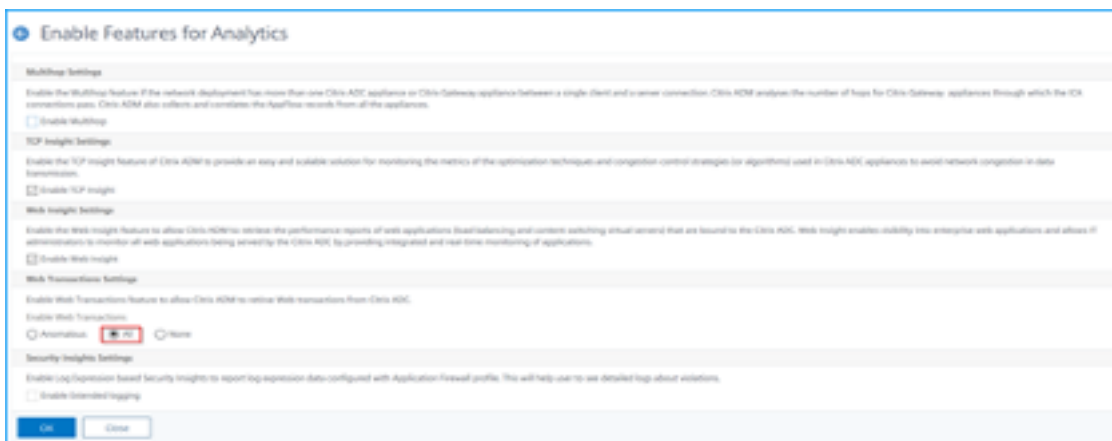 Enable Features for Analytics
Multihop Settings
Enable the Multihop feature if the network deployment has more than one Citrix ADC appliance or Citrix Gateway appliance between a single client and a server connection. Citrix ADM analyses the number of hops for Citrix Gateway appliances through which the ICA
connections pass. Citrix ADM also collects and correlates the AppFlow records from all the appliances.
Enable Multihop
TCP Insight Settings
Enable the TCP Insight feature of Citrix ADM to provide an easy and scalable solution for monitoring the metrics of the optimization techniques and congestion control strategies (or algorithms) used in Citrix ADC appliances to avoid network congestion in data
transmission.
Enable TCP Insight
Web Insight Settings
Enable the Web Insight feature to allow Citrix ADM to retrieve the performance reports of web applications (load balancing and content switching virtual servers) that are bound to the Citrix ADC. Web Insight enables visibility into enterprise web applications and allows IT
administrators to monitor all web applications being served by the Citrix ADC by providing integrated and real-time monitoring of applications.
Enable Web Insight
Web Transactions Settings
Enable Web Transactions feature to allow Citrix ADM to retrieve Web transactions from Citrix ADC.
Enable Web Transactions
Anomalous All None
Security Insights Settings
Enable Log Expression based Security Insights to report log expression data configured with Application Firewall profile. This will help user to see detailed logs about violations.
Enable Extended logging
OK Close